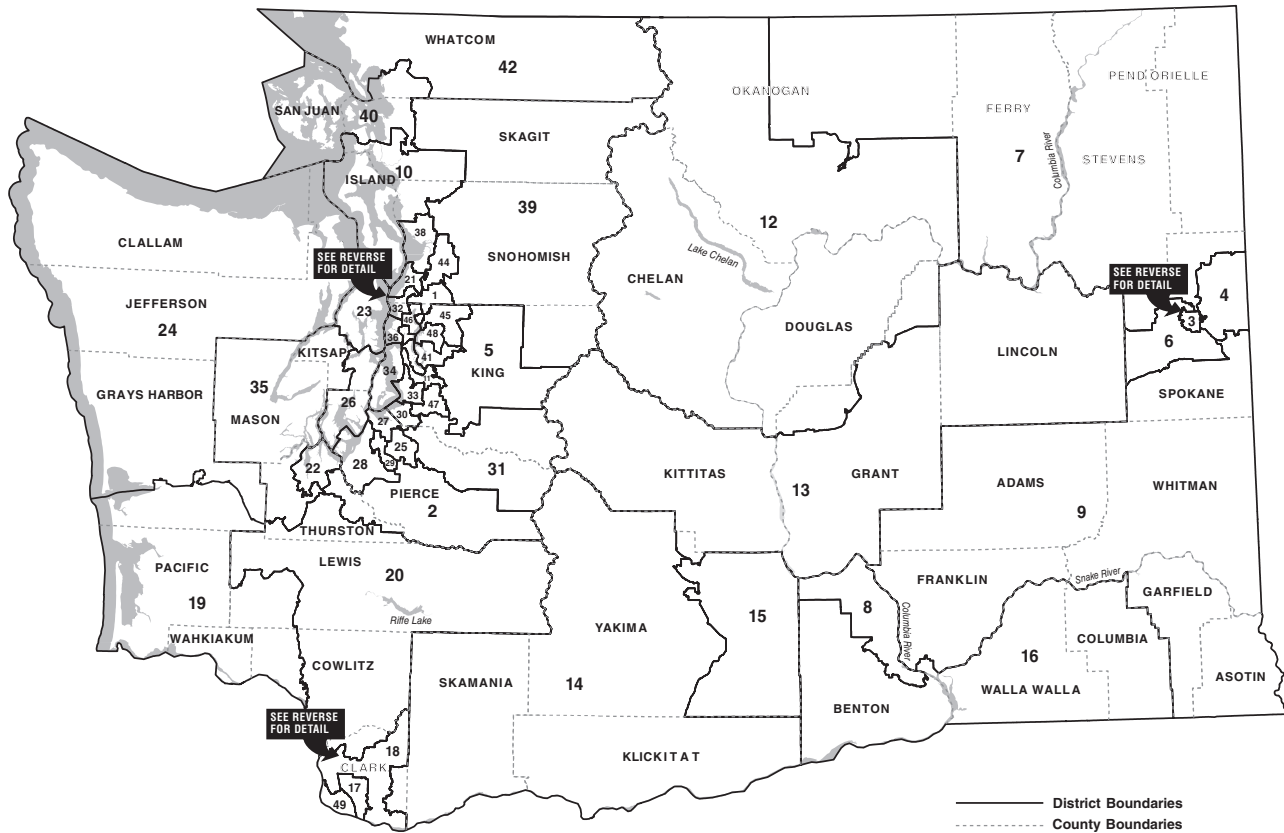 WHATCOM
42
OKANOGAN
PEND ORIELLE
SAN JUAN
40
FERRY
SKAGIT
7
Columbia River
STEVENS
10
ISLAND
39
12
38
CLALLAM
SNOHOMISH
44
SEE REVERSE
FOR DETAIL
Lake Chelan
CHELAN
SEE REVERSE
FOR DETAIL
21
4
1
JEFFERSON
24
23
32
45
46
3
DOUGLAS
48
36
6
5
KITSAP
41
LINCOLN
KING
34
35
GRAYS HARBOR
33
SPOKANE
26
47
MASON
27
30
25
22
28
29
31
KITTITAS
GRANT
13
ADAMS
WHITMAN
PIERCE
2
9
THURSTON
LEWIS
PACIFIC
20
FRANKLIN
Snake River
GARFIELD
19
8
15
Riffe Lake
Columbia River
YAKIMA
WAHKIAKUM
COLUMBIA
16
COWLITZ
SKAMANIA
14
WALLA WALLA
ASOTIN
BENTON
SEE REVERSE
FOR DETAIL
18
KLICKITAT
CLARK
17
49
District Boundaries
County Boundaries